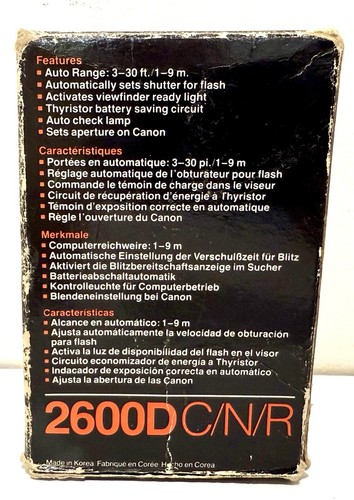 Features
▪ Auto Range: 3–30 ft./1–9 m.
▪ Automatically sets shutter for flash
▪ Activates viewfinder ready light
▪ Thyristor battery saving circuit
▪ Auto check lamp
▪ Sets aperture on Canon
Caractéristiques
▪ Portées en automatique: 3–30 pi./1–9 m
▪ Réglage automatique de l'obturateur pour flash
▪ Commande le témoin de charge dans le viseur
▪ Circuit de récupération d'énergie à Thyristor
▪ Témoin d'exposition correcte en automatique
▪ Règle l'ouverture du Canon
Merkmale
▪ Computerreichweire: 1–9 m
▪ Automatische Einstellung der Verschlußzeit für Blitz
▪ Aktiviert die Blitzbereitschaftsanzeige im Sucher
▪ Batterieabschaltautomatik
▪ Kontrolleuchte für Computerbetrieb
▪ Blendeneinstellung bei Canon
Características
▪ Alcance en automático: 1–9 m
▪ Ajusta automáticamente la velocidad de obturación
para flash
▪ Activa la luz de disponibilidad del flash en el visor
▪ Circuito economizador de energía a Thyristor
▪ Indacador de exposición correcta en automático
▪ Ajusta la abertura de las Canon
2600D C/N/R
Made in Korea Fabriqué en Corée Hecho en Corea